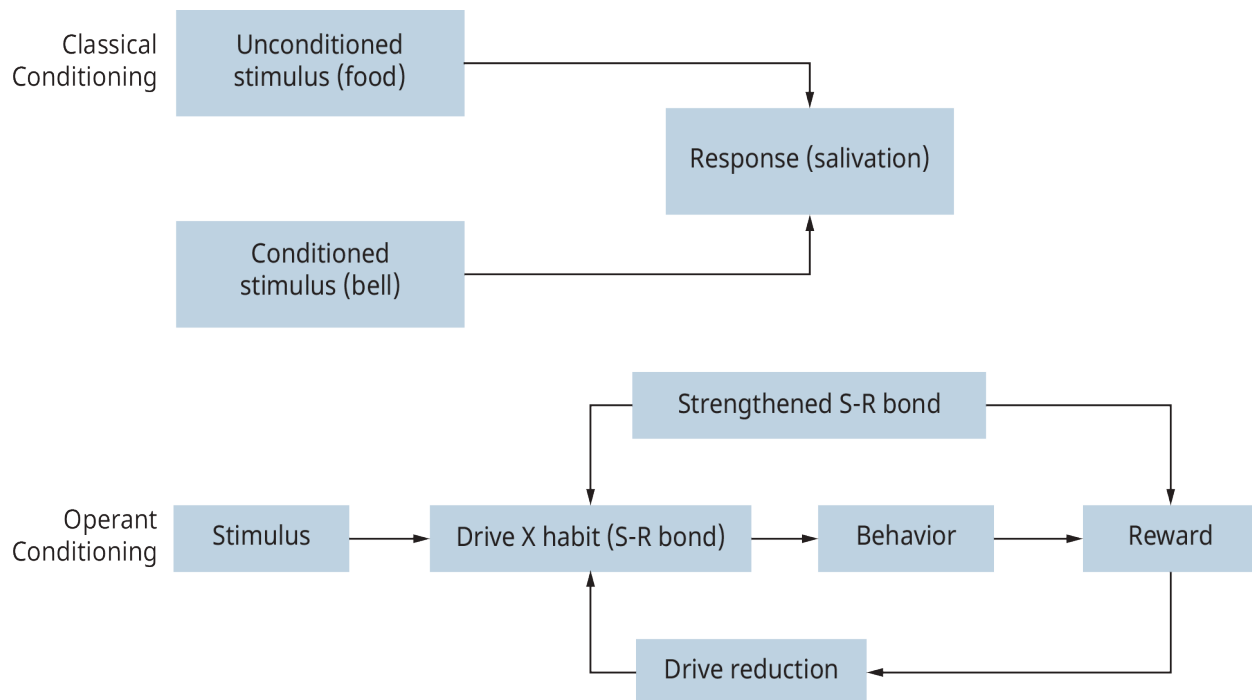 Classical
Conditioning
Unconditioned
stimulus (food)
Response (salivation)
Conditioned
stimulus (bell)
Strengthened S-R bond
Operant
Conditioning
Stimulus
Drive X habit (S-R bond)
Behavior
Reward
Drive reduction